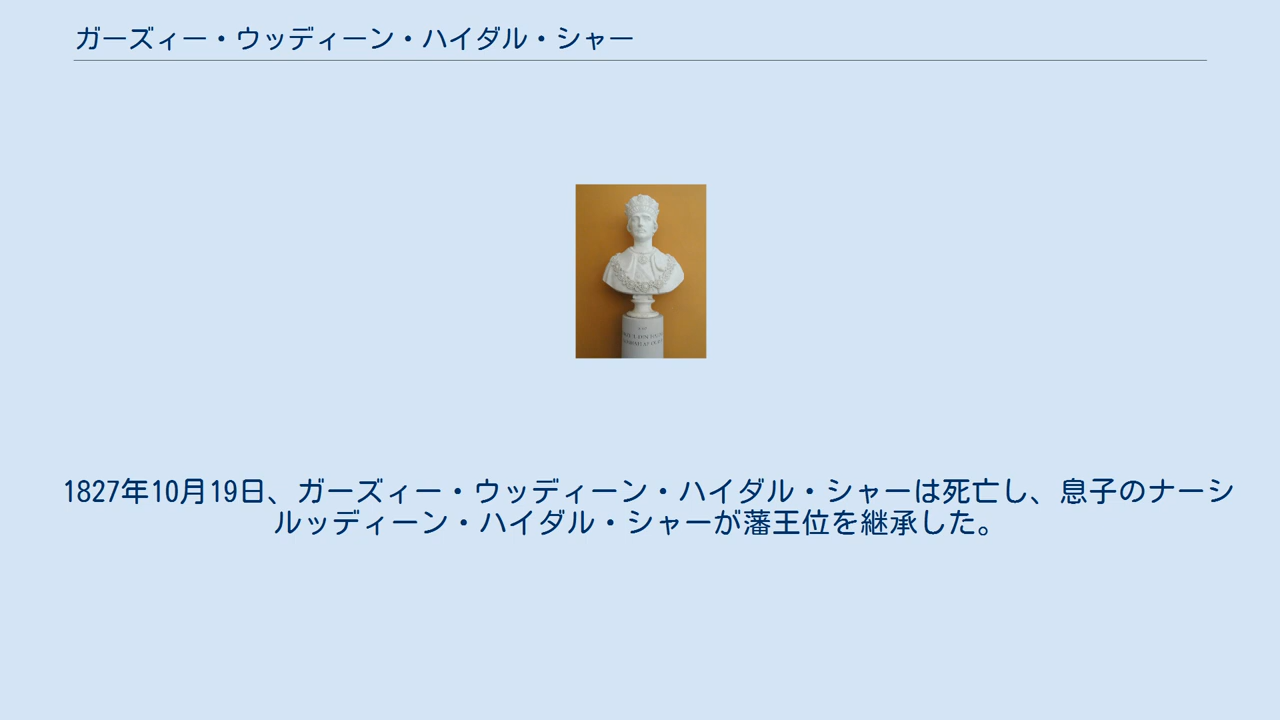 ガーズィー・ウッディーン・ハイダル・シャー
1827年10月19日、ガーズィー・ウッディーン・ハイダル・シャーは死亡し、息子のナーシ
ルッディーン・ハイダル・シャーが藩王位を継承した。